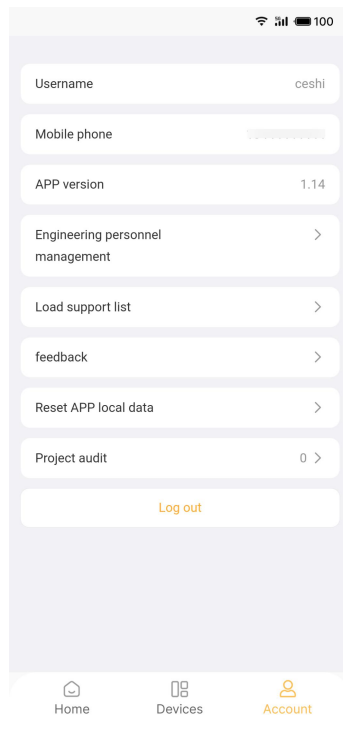 100
Username
ceshi
Mobile phone
APP version
1.14
Engineering personnel
management
Load support list
feedback
Reset APP local data
Project audit
0
Log out
Home
Devices
Account